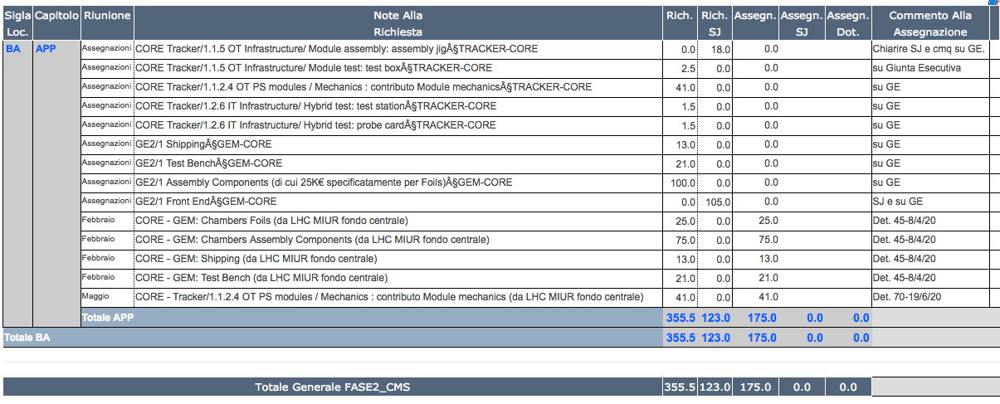 Sigla Loc. Capitolo Riunione Note Alla Richiesta Rich. Rich. SJ Assegn. Assegn. SJ Assegn. Dot. Commento Alla Assegnazione
BA APP Assegnazioni CORE Tracker/1.1.5 OT Infrastructure/ Module assembly: assembly jigÂ§TRACKER-CORE 0.0 18.0 0.0 Chiarire SJ e cmq su GE.
Assegnazioni CORE Tracker/1.1.5 OT Infrastructure/ Module test: test boxÂ§TRACKER-CORE 2.5 0.0 0.0 su Giunta Esecutiva
Assegnazioni CORE Tracker/1.1.2.4 OT PS modules / Mechanics : contributo Module mechanicsÂ§TRACKER-CORE 41.0 0.0 0.0 su GE
Assegnazioni CORE Tracker/1.2.6 IT Infrastructure/ Hybrid test: test stationÂ§TRACKER-CORE 1.5 0.0 0.0 su GE
Assegnazioni CORE Tracker/1.2.6 IT Infrastructure/ Hybrid test: probe cardÂ§TRACKER-CORE 1.5 0.0 0.0 su GE
Assegnazioni GE2/1 ShippingÂ§GEM-CORE 13.0 0.0 0.0 su GE
Assegnazioni GE2/1 Test BenchÂ§GEM-CORE 21.0 0.0 0.0 su GE
Assegnazioni GE2/1 Assembly Components (di cui 25K€ specificatamente per Foils)Â§GEM-CORE 100.0 0.0 0.0 su GE
Assegnazioni GE2/1 Front EndÂ§GEM-CORE 0.0 105.0 0.0 SJ e su GE
Febbraio CORE - GEM: Chambers Foils (da LHC MIUR fondo centrale) 25.0 0.0 25.0 Det. 45-8/4/20
Febbraio CORE - GEM: Chambers Assembly Components (da LHC MIUR fondo centrale) 75.0 0.0 75.0 Det. 45-8/4/20
Febbraio CORE - GEM: Shipping (da LHC MIUR fondo centrale) 13.0 0.0 13.0 Det. 45-8/4/20
Febbraio CORE - GEM: Test Bench (da LHC MIUR fondo centrale) 21.0 0.0 21.0 Det. 45-8/4/20
Maggio CORE - Tracker/1.1.2.4 OT PS modules / Mechanics : contributo Module mechanics (da LHC MIUR fondo centrale) 41.0 0.0 41.0 Det. 70-19/6/20
Totale APP 355.5 123.0 175.0 0.0 0.0
Totale BA 355.5 123.0 175.0 0.0 0.0
Totale Generale FASE2_CMS 355.5 123.0 175.0 0.0 0.0